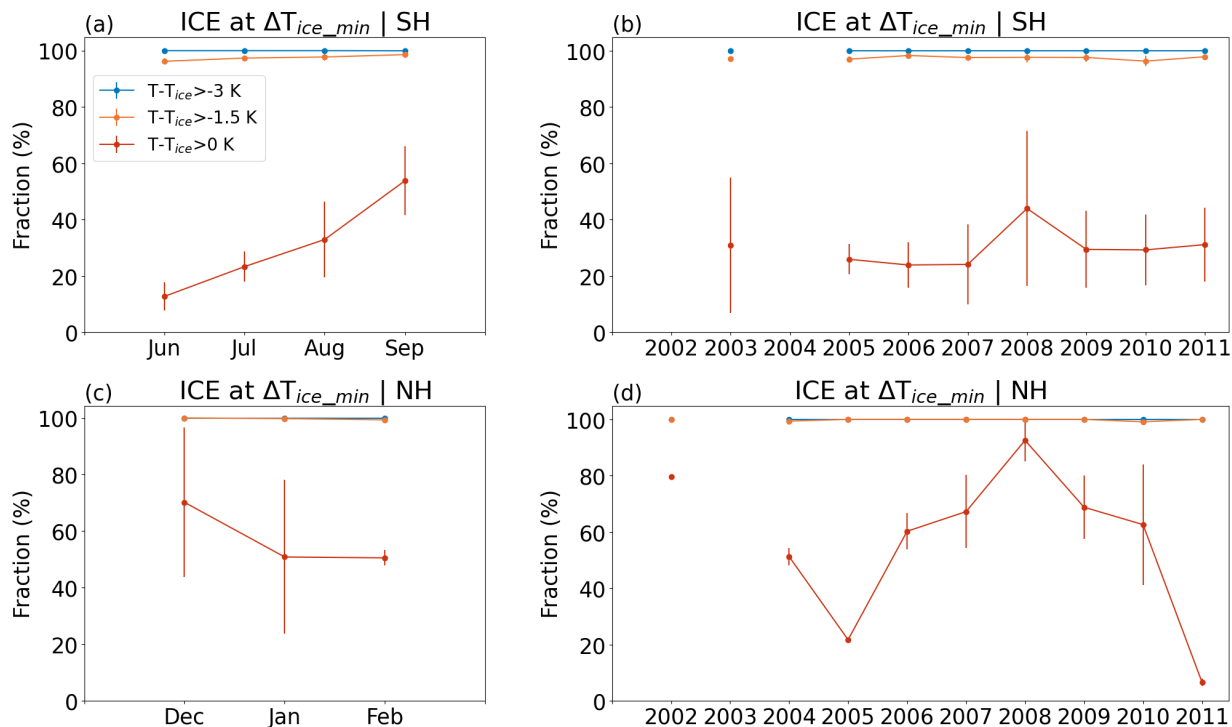 (a) ICE at ΔT_ice_min | SH
Fraction (%)
100
80
60
40
20
0
T-T_ice>-3 K
T-T_ice>-1.5 K
T-T_ice>0 K
Jun Jul Aug Sep
(b) ICE at ΔT_ice_min | SH
Fraction (%)
100
80
60
40
20
0
2002 2003 2004 2005 2006 2007 2008 2009 2010 2011
(c) ICE at ΔT_ice_min | NH
Fraction (%)
100
80
60
40
20
0
Dec Jan Feb
(d) ICE at ΔT_ice_min | NH
Fraction (%)
100
80
60
40
20
0
2002 2003 2004 2005 2006 2007 2008 2009 2010 2011